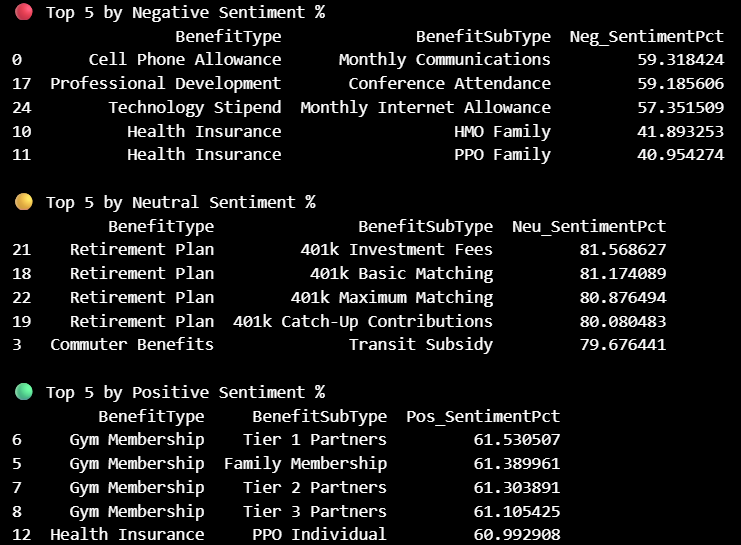 🔴 Top 5 by Negative Sentiment %
BenefitType BenefitSubType Neg_SentimentPct
0 Cell Phone Allowance Monthly Communications 59.318424
17 Professional Development Conference Attendance 59.185606
24 Technology Stipend Monthly Internet Allowance 57.351509
10 Health Insurance HMO Family 41.893253
11 Health Insurance PPO Family 40.954274
🟡 Top 5 by Neutral Sentiment %
BenefitType BenefitSubType Neu_SentimentPct
21 Retirement Plan 401k Investment Fees 81.568627
18 Retirement Plan 401k Basic Matching 81.174089
22 Retirement Plan 401k Maximum Matching 80.876494
19 Retirement Plan 401k Catch-Up Contributions 80.080483
3 Commuter Benefits Transit Subsidy 79.676441
🟢 Top 5 by Positive Sentiment %
BenefitType BenefitSubType Pos_SentimentPct
6 Gym Membership Tier 1 Partners 61.530507
5 Gym Membership Family Membership 61.389961
7 Gym Membership Tier 2 Partners 61.303891
8 Gym Membership Tier 3 Partners 61.105425
12 Health Insurance PPO Individual 60.992908